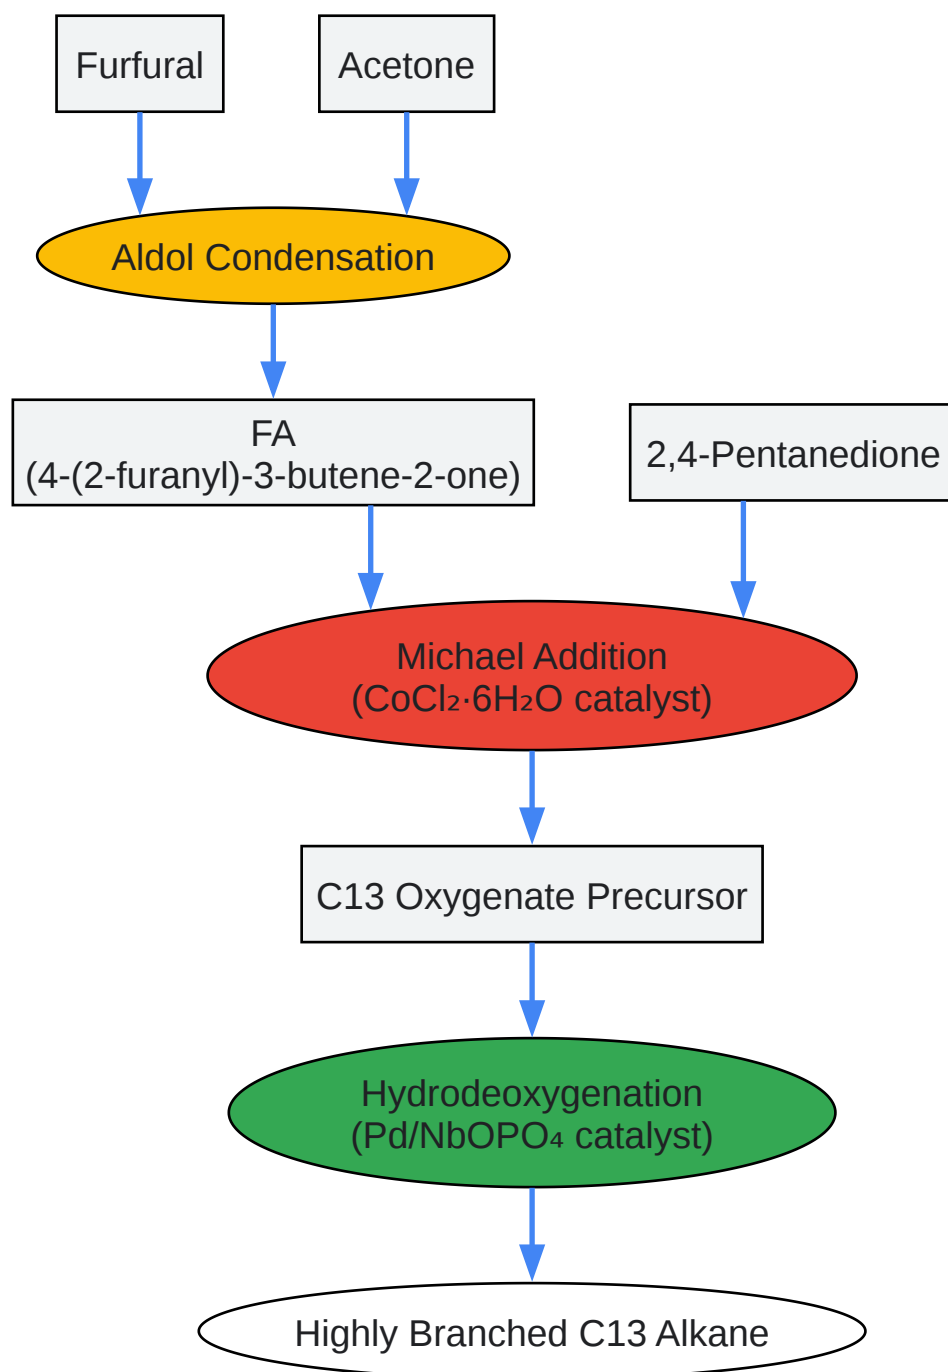 Furfural
Acetone
Aldol Condensation
FA
(4-(2-furanyl)-3-butene-2-one)
2,4-Pentanedione
Michael Addition
(CoCl₂·6H₂O catalyst)
C13 Oxygenate Precursor
Hydrodeoxygenation
(Pd/NbOPO₄ catalyst)
Highly Branched C13 Alkane